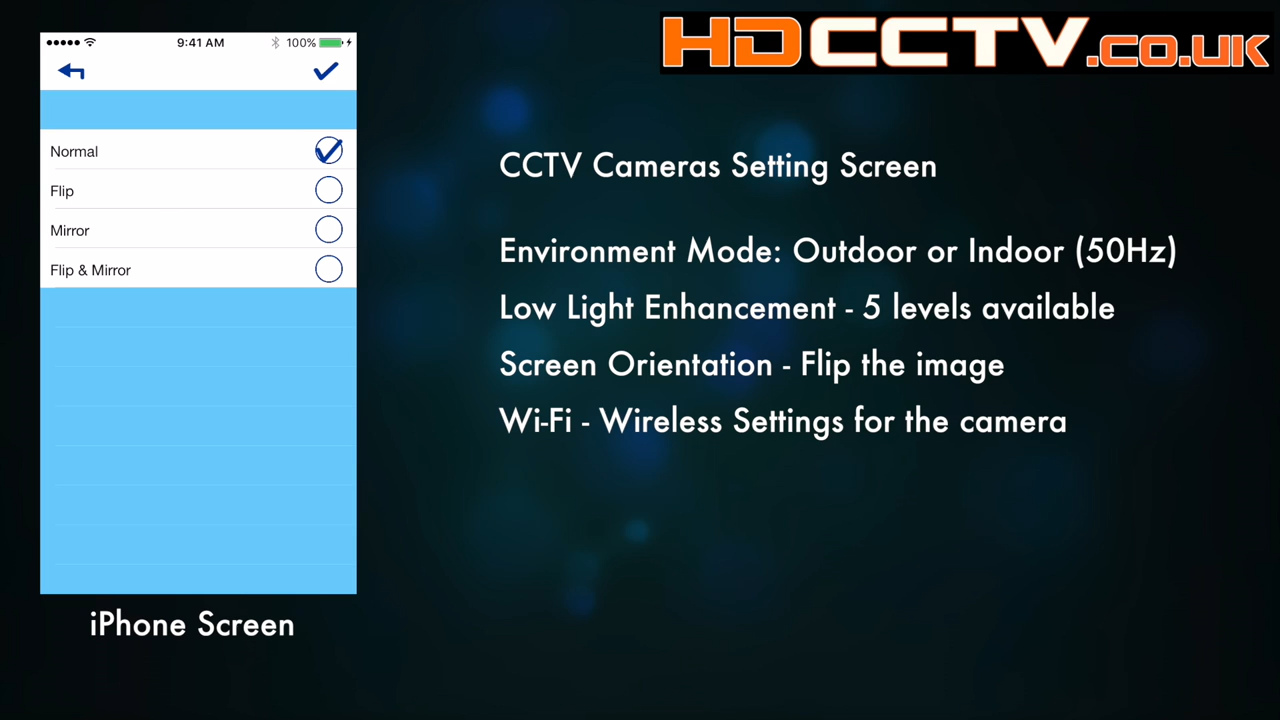 9:41 AM
100%
Normal
Flip
Mirror
Flip & Mirror
iPhone Screen
HDCCTV.co.uk
CCTV Cameras Setting Screen
Environment Mode: Outdoor or Indoor (50Hz)
Low Light Enhancement - 5 levels available
Screen Orientation - Flip the image
Wi-Fi - Wireless Settings for the camera